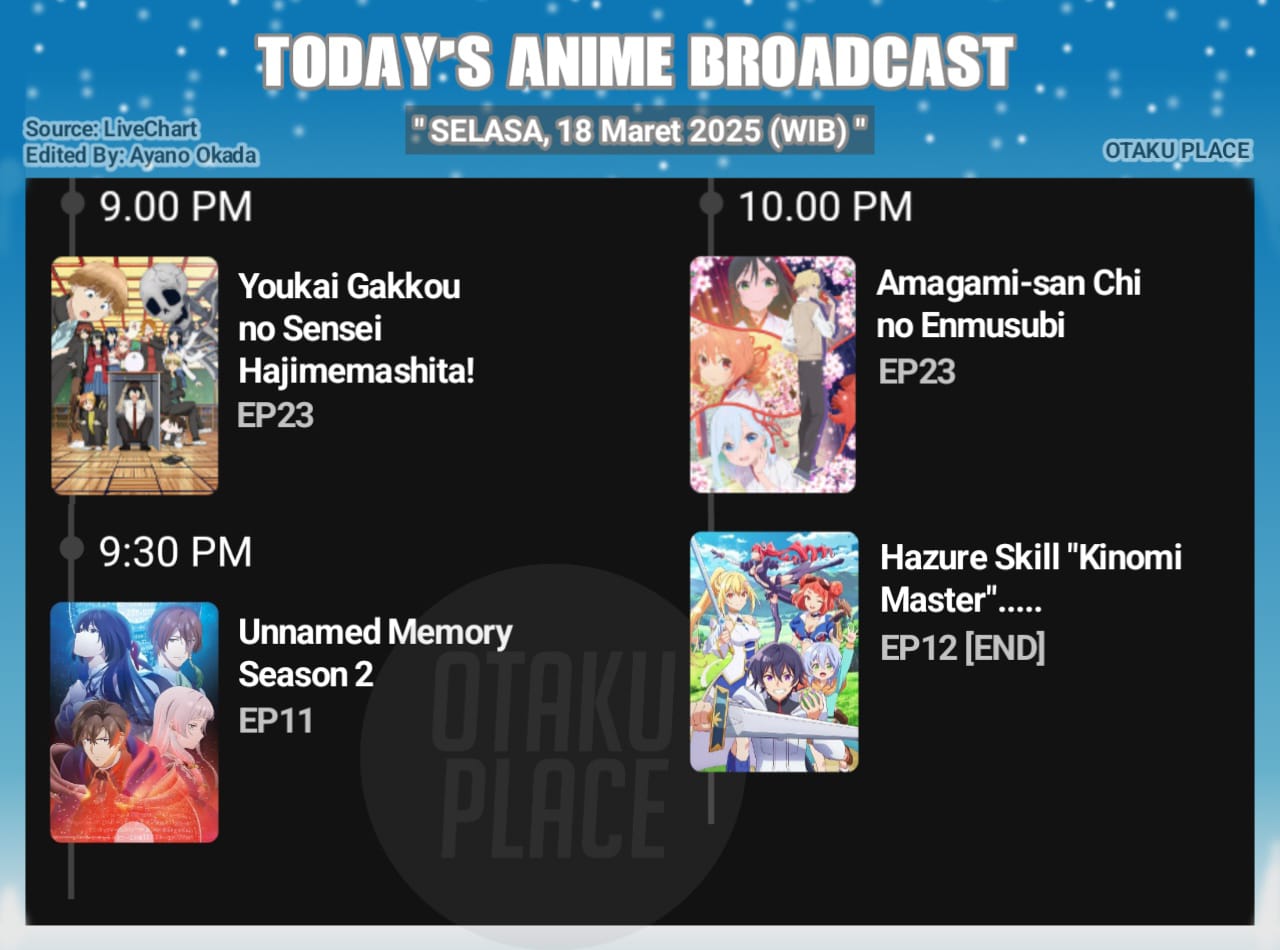 TODAY'S ANIME BROADCAST
" SELASA, 18 Maret 2025 (WIB) "
Source: LiveChart
Edited By: Ayano Okada
OTAKU PLACE
9.00 PM
Youkai Gakkou
no Sensei
Hajimemashita!
EP23
9:30 PM
Unnamed Memory
Season 2
EP11
10.00 PM
Amagami-san Chi
no Enmusubi
EP23
Hazure Skill "Kinomi
Master".....
EP12 [END]
OTAKU
PLACE